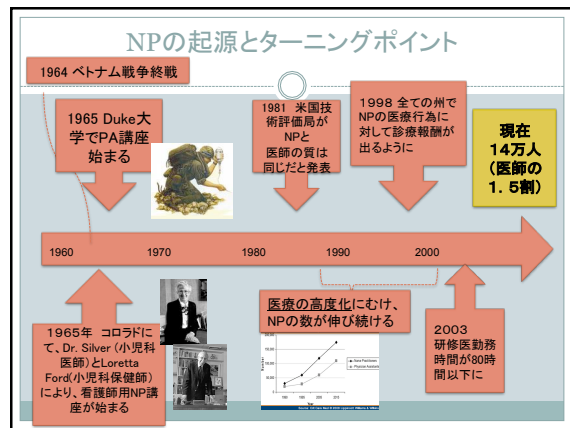 NPの起源とターニングポイント
1964 ベトナム戦争終戦
1965 Duke大
学でPA講座
始まる
1981 米国技
術評価局が
NPと
医師の質は
同じだと発表
1998 全ての州で
NPの医療行為に
対して診療報酬が
出るように
現在
14万人
(医師の
1.5割)
1960
1970
1980
1990
2000
1965年 コロラドに
て、Dr. Silver (小児科
医師)とLoretta
Ford(小児科保健師)
により、看護師用NP講
座が始まる
医療の高度化にむけ、
NPの数が伸び続ける
Nurse Practitioners
Physician Assistants
Year
2003
研修医勤務
時間が80時
間以下に